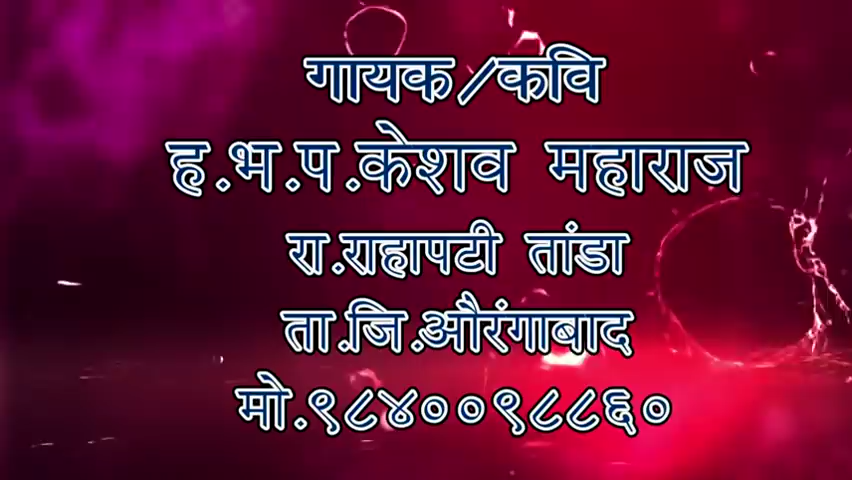 गायक/कवि
ह.भ.प.केशव महाराज
रा.राहापटी तांडा
ता.जि.औरंगाबाद
मो.९८४००९८८६०